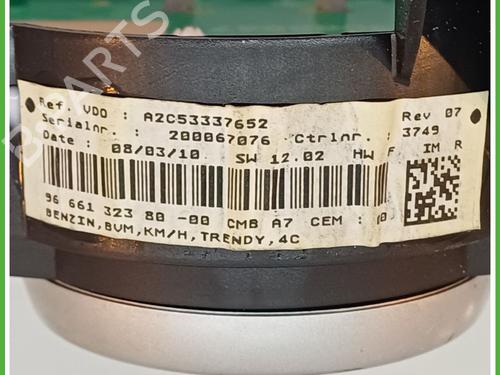 Ref. VDO : A2C53337652 Rev 07
Serialnr. : 200067076 Ctrlnr. : 3749
Date : 08/03/10 SW 12.02 HW F IM R
96 661 323 80 -00 CMB A7 CEM : (0)
BENZIN,BVM,KM/H,TRENDY,4C